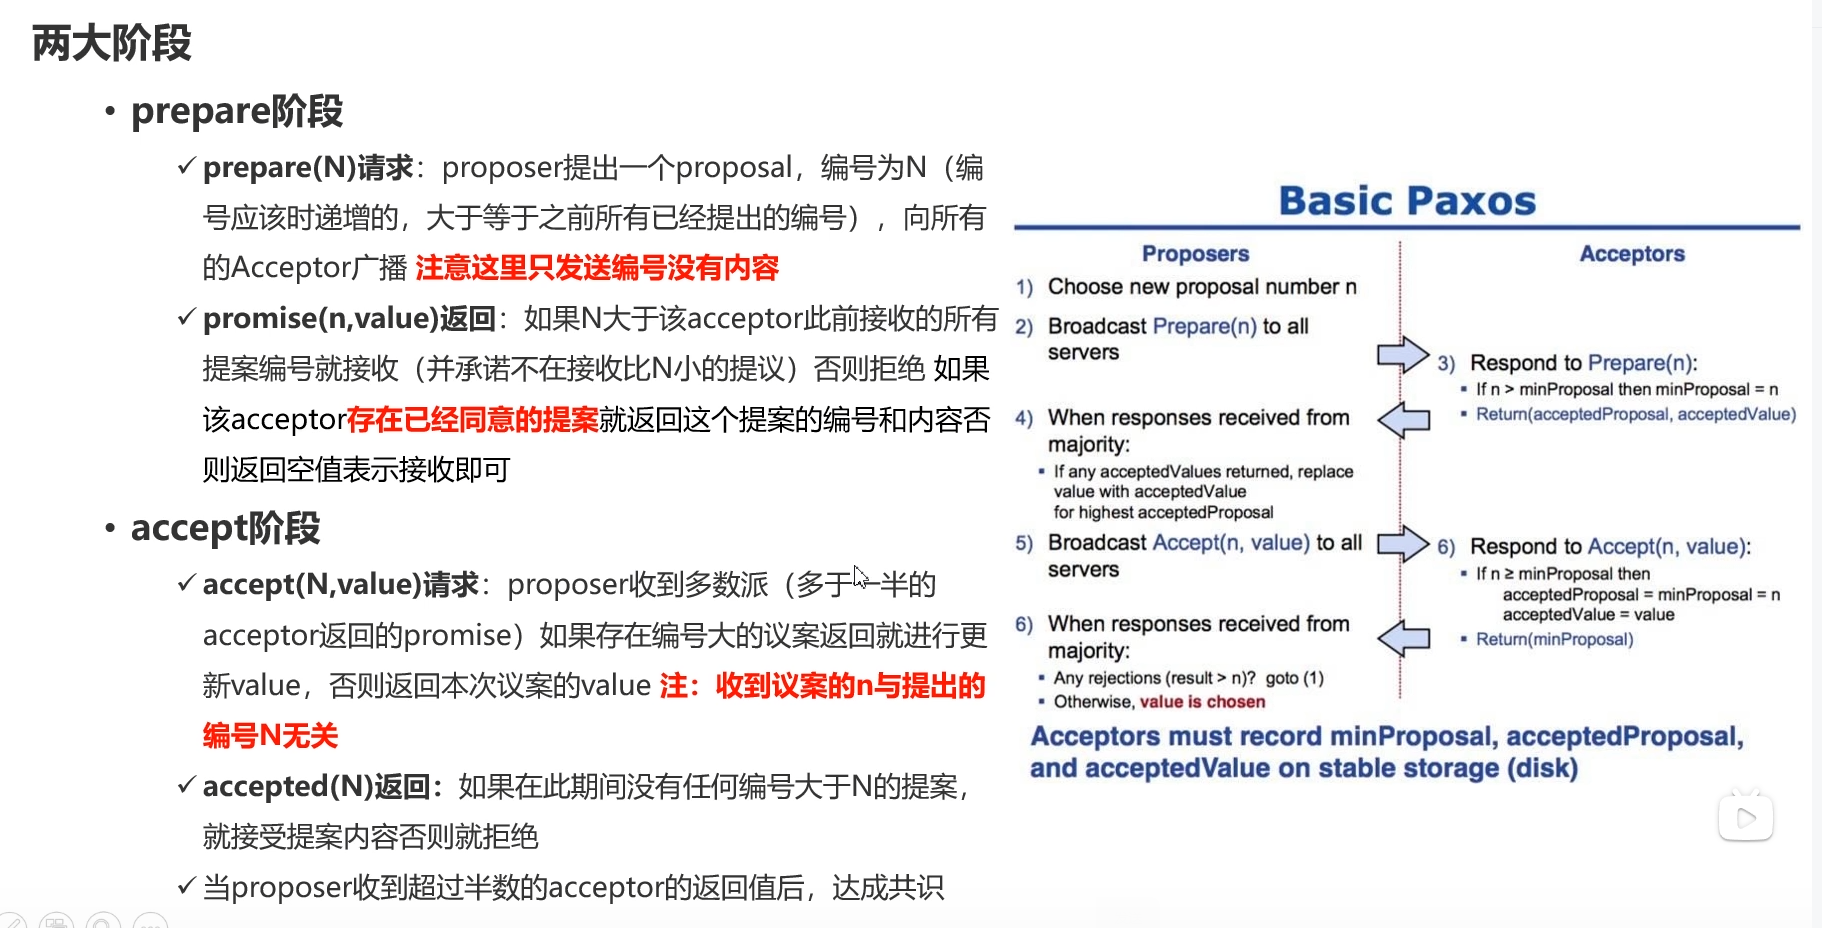 两大阶段
• prepare阶段
✓ prepare(N)请求：proposer提出一个proposal，编号为N（编
号应该时递增的，大于等于之前所有已经提出的编号），向所有
的Acceptor广播 注意这里只发送编号没有内容
✓ promise(n,value)返回：如果N大于该acceptor此前接收的所有
提案编号就接收（并承诺不在接收比N小的提议）否则拒绝 如果
该acceptor存在已经同意的提案就返回这个提案的编号和内容否
则返回空值表示接收即可
• accept阶段
✓ accept(N,value)请求：proposer收到多数派（多于一半的
acceptor返回的promise）如果存在编号大的议案返回就进行更
新value，否则返回本次议案的value 注：收到议案的n与提出的
编号N无关
✓ accepted(N)返回：如果在此期间没有任何编号大于N的提案，
就接受提案内容否则就拒绝
✓ 当proposer收到超过半数的acceptor的返回值后，达成共识
Basic Paxos
Proposers
1) Choose new proposal number n
2) Broadcast Prepare(n) to all
servers
4) When responses received from
majority:
▪ If any acceptedValues returned, replace
value with acceptedValue
for highest acceptedProposal
5) Broadcast Accept(n, value) to all
servers
6) When responses received from
majority:
▪ Any rejections (result > n)? goto (1)
▪ Otherwise, value is chosen
Acceptors
3) Respond to Prepare(n):
▪ If n > minProposal then minProposal = n
▪ Return(acceptedProposal, acceptedValue)
6) Respond to Accept(n, value):
▪ If n ≥ minProposal then
acceptedProposal = minProposal = n
acceptedValue = value
▪ Return(minProposal)
Acceptors must record minProposal, acceptedProposal,
and acceptedValue on stable storage (disk)